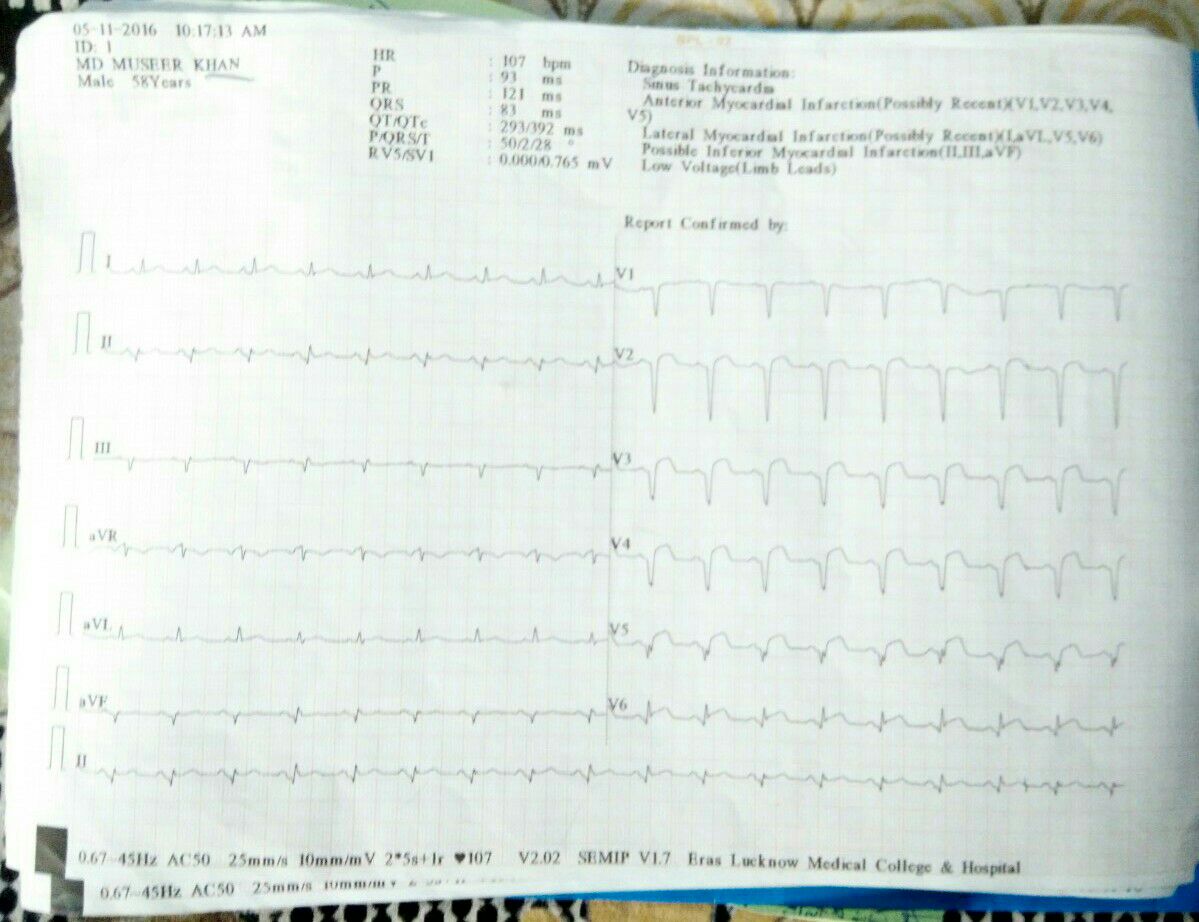 05-11-2016 10:17:13 AM
ID: 1
MD MUSEER KHAN
Male 58Years
HR : 107 bpm
P : 93 ms
PR : 121 ms
QRS : 83 ms
QT/QTc : 293/392 ms
P/QRS/T : 50/2/28 °
RV5/SV1 : 0.000/0.765 mV
Diagnosis Information:
Sinus Tachycardia
Anterior Myocardial Infarction(Possibly Recent)(V1,V2,V3,V4,
V5)
Lateral Myocardial Infarction(Possibly Recent)(I,aVL,V5,V6)
Possible Inferior Myocardial Infarction(II,III,aVF)
Low Voltage(Limb Leads)
Report Confirmed by:
I
V1
II
V2
III
V3
aVR
V4
aVL
V5
aVF
V6
II
0.67~45Hz AC50 25mm/s 10mm/mV 2*5s+1r ♥107 V2.02 SEMIP V1.7 Eras Lucknow Medical College & Hospital
0.67~45Hz AC50 25mm/s 10mm/mV